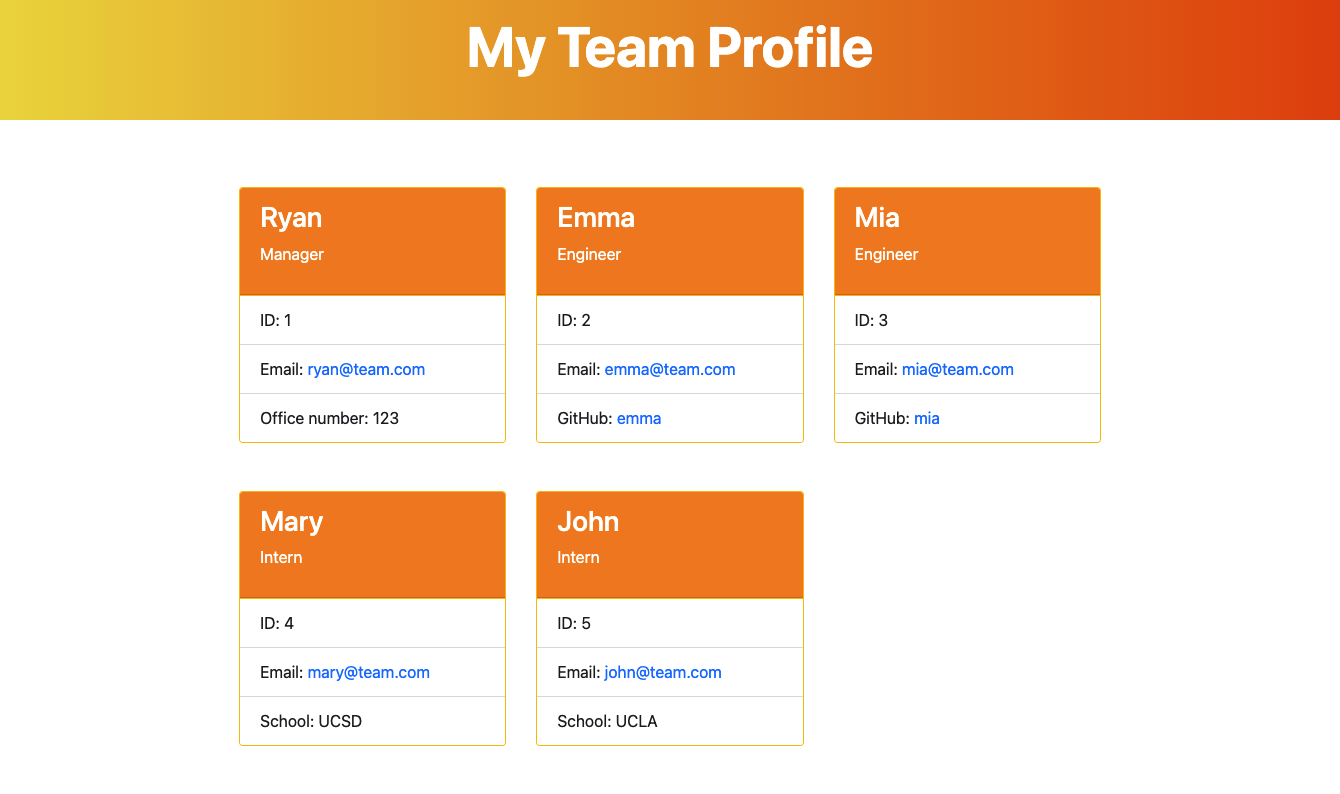 My Team Profile
Ryan
Manager
ID: 1
Email: ryan@team.com
Office number: 123
Emma
Engineer
ID: 2
Email: emma@team.com
GitHub: emma
Mia
Engineer
ID: 3
Email: mia@team.com
GitHub: mia
Mary
Intern
ID: 4
Email: mary@team.com
School: UCSD
John
Intern
ID: 5
Email: john@team.com
School: UCLA